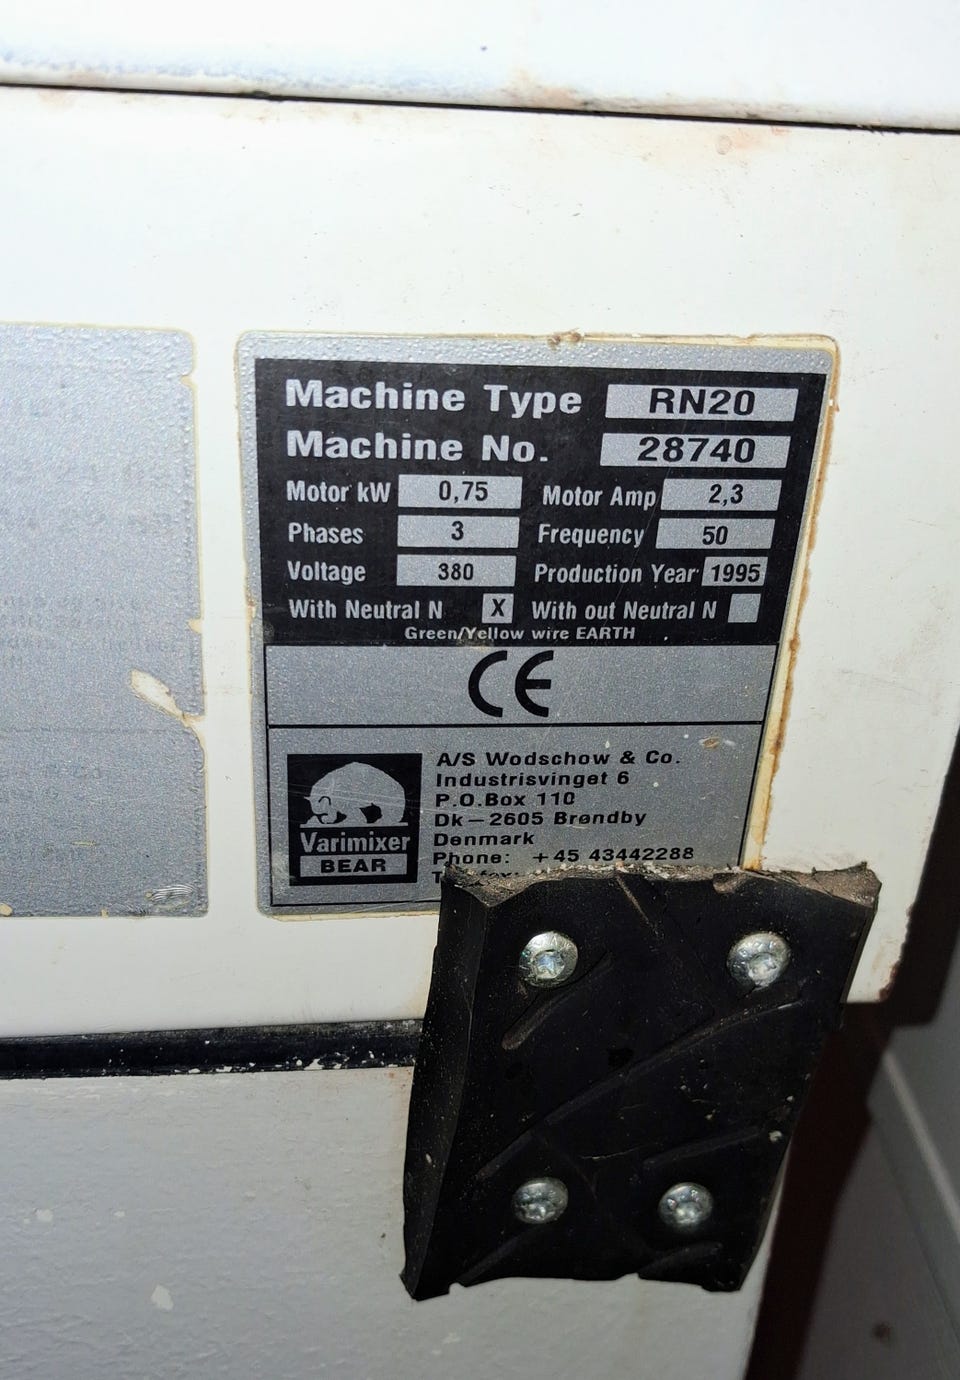 Machine Type RN20
Machine No. 28740
Motor kW 0,75 Motor Amp 2,3
Phases 3 Frequency 50
Voltage 380 Production Year 1995
With Neutral N X With out Neutral N
Green/Yellow wire EARTH
CE
A/S Wodschow & Co.
Industrisvinget 6
P.O.Box 110
Dk-2605 Brøndby
Denmark
Phone: +45 43442288
Varimixer
BEAR